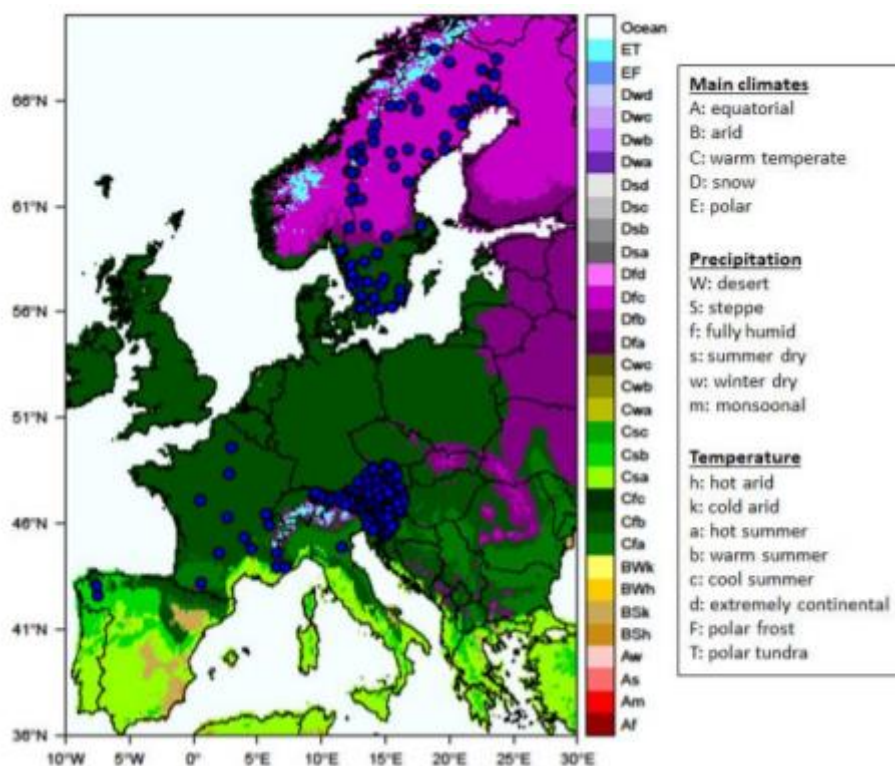 66°N
61°N
56°N
51°N
46°N
41°N
36°N
10°W
5°W
0°
5°E
10°E
15°E
20°E
25°E
30°E
Ocean
ET
EF
Dwd
Dwc
Dwb
Dwa
Dsd
Dsc
Dsb
Dsa
Dfd
Dfc
Dfb
Dfa
Cwc
Cwb
Cwa
Csc
Csb
Csa
Cfc
Cfb
Cfa
BWk
BWh
BSk
BSh
Aw
As
Am
Af
Main climates
A: equatorial
B: arid
C: warm temperate
D: snow
E: polar
Precipitation
W: desert
S: steppe
f: fully humid
s: summer dry
w: winter dry
m: monsoonal
Temperature
h: hot arid
k: cold arid
a: hot summer
b: warm summer
c: cool summer
d: extremely continental
F: polar frost
T: polar tundra